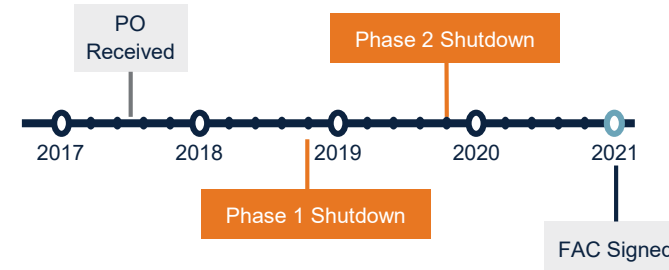 PO
Received
Phase 2 Shutdown
2017
2018
2019
2020
2021
Phase 1 Shutdown
FAC Signed